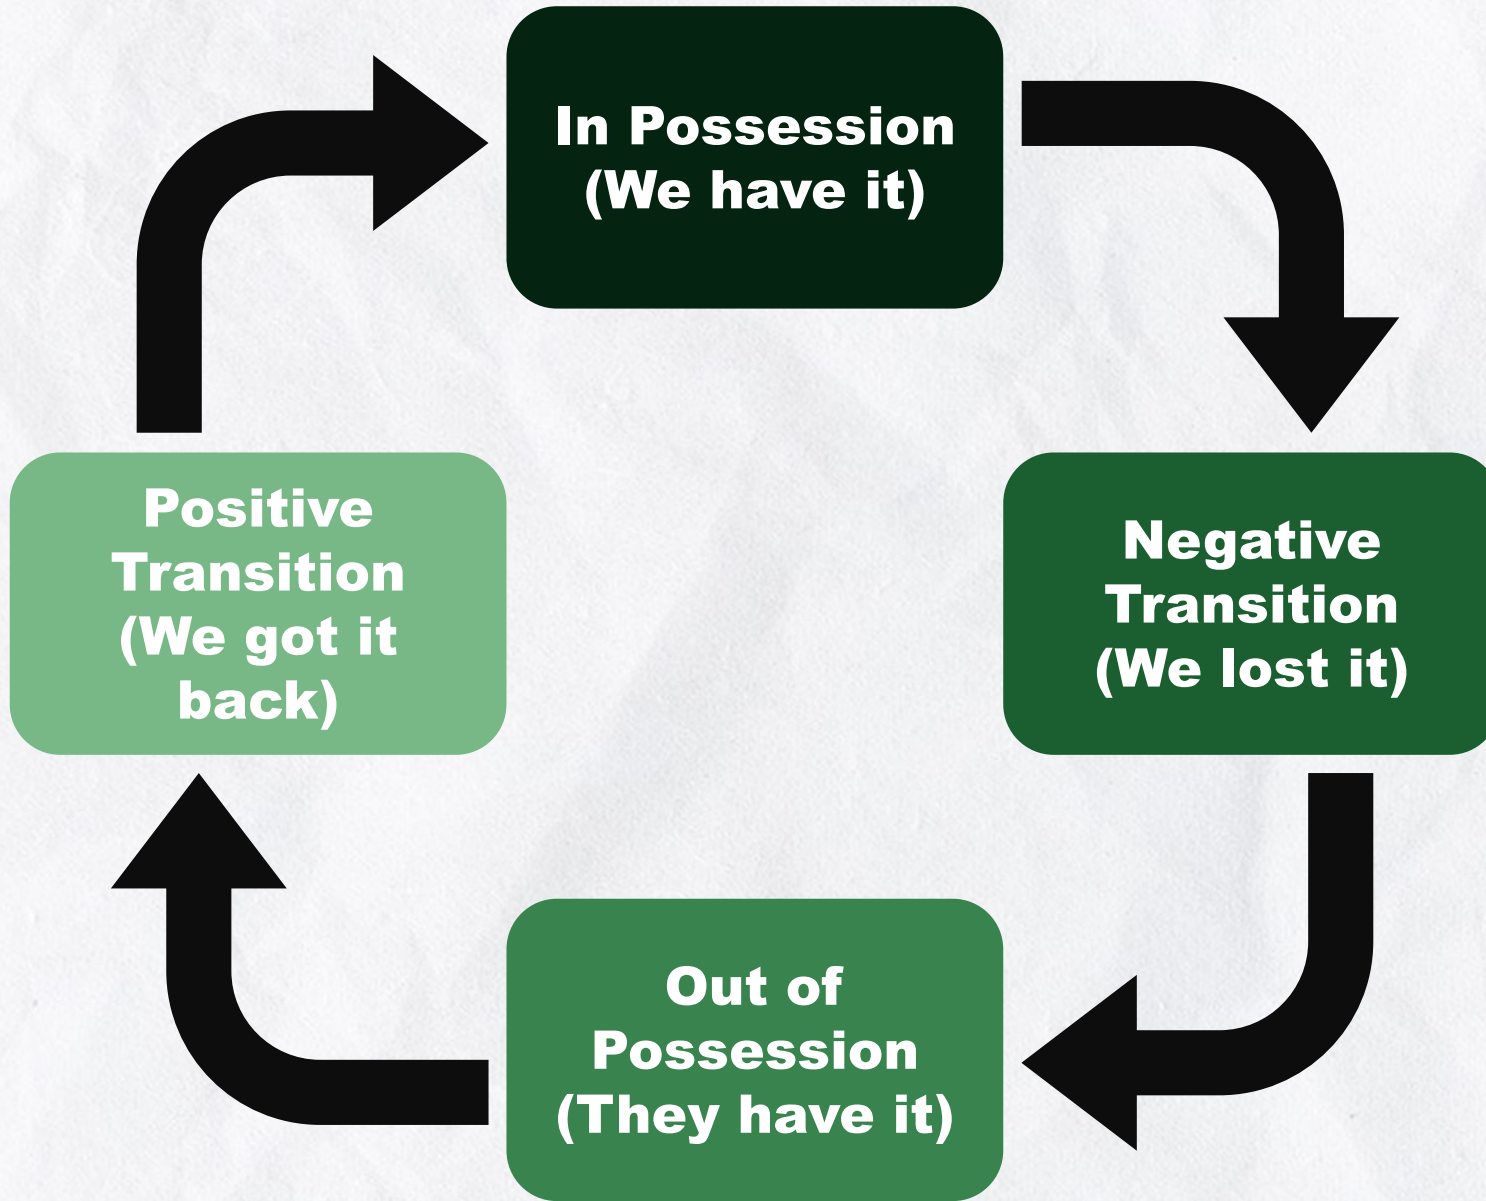 In Possession
(We have it)
Positive
Transition
(We got it
back)
Negative
Transition
(We lost it)
Out of
Possession
(They have it)